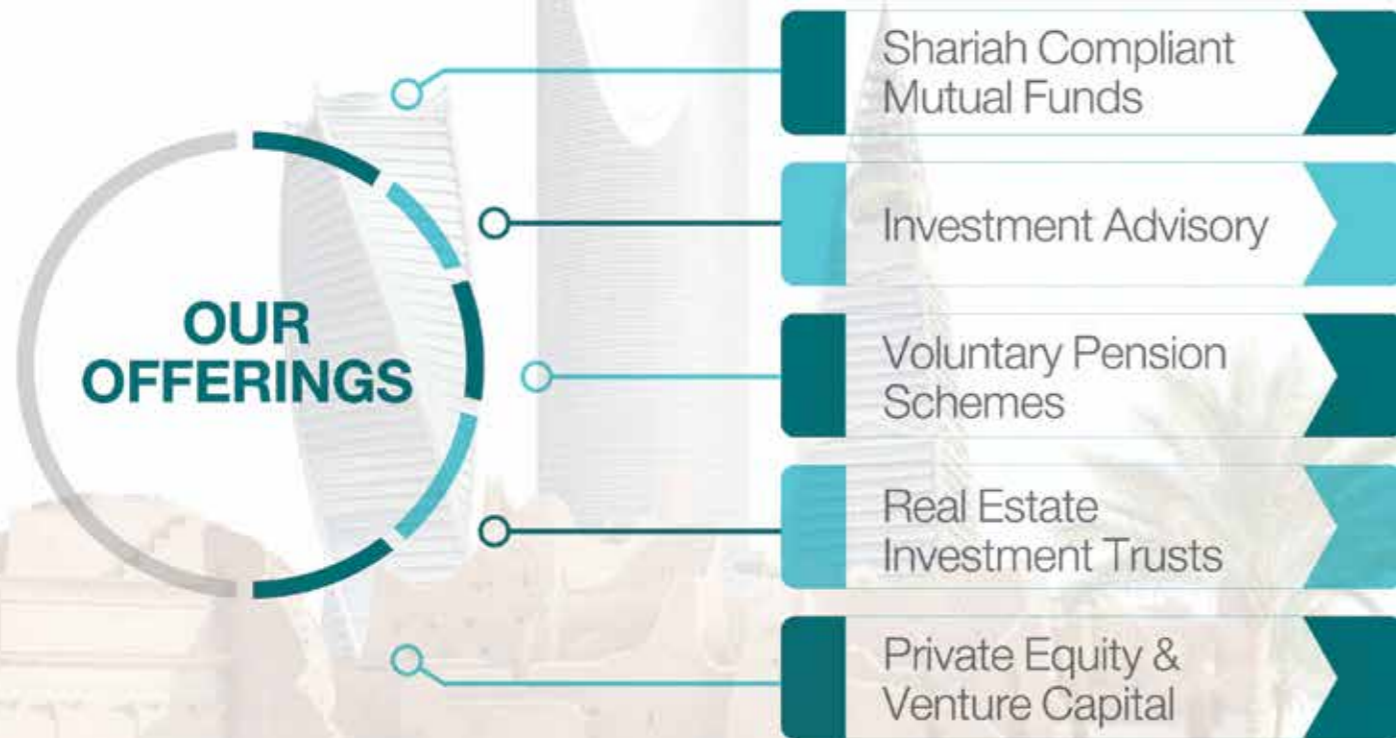 OUR
OFFERINGS
Shariah Compliant
Mutual Funds
Investment Advisory
Voluntary Pension
Schemes
Real Estate
Investment Trusts
Private Equity &
Venture Capital